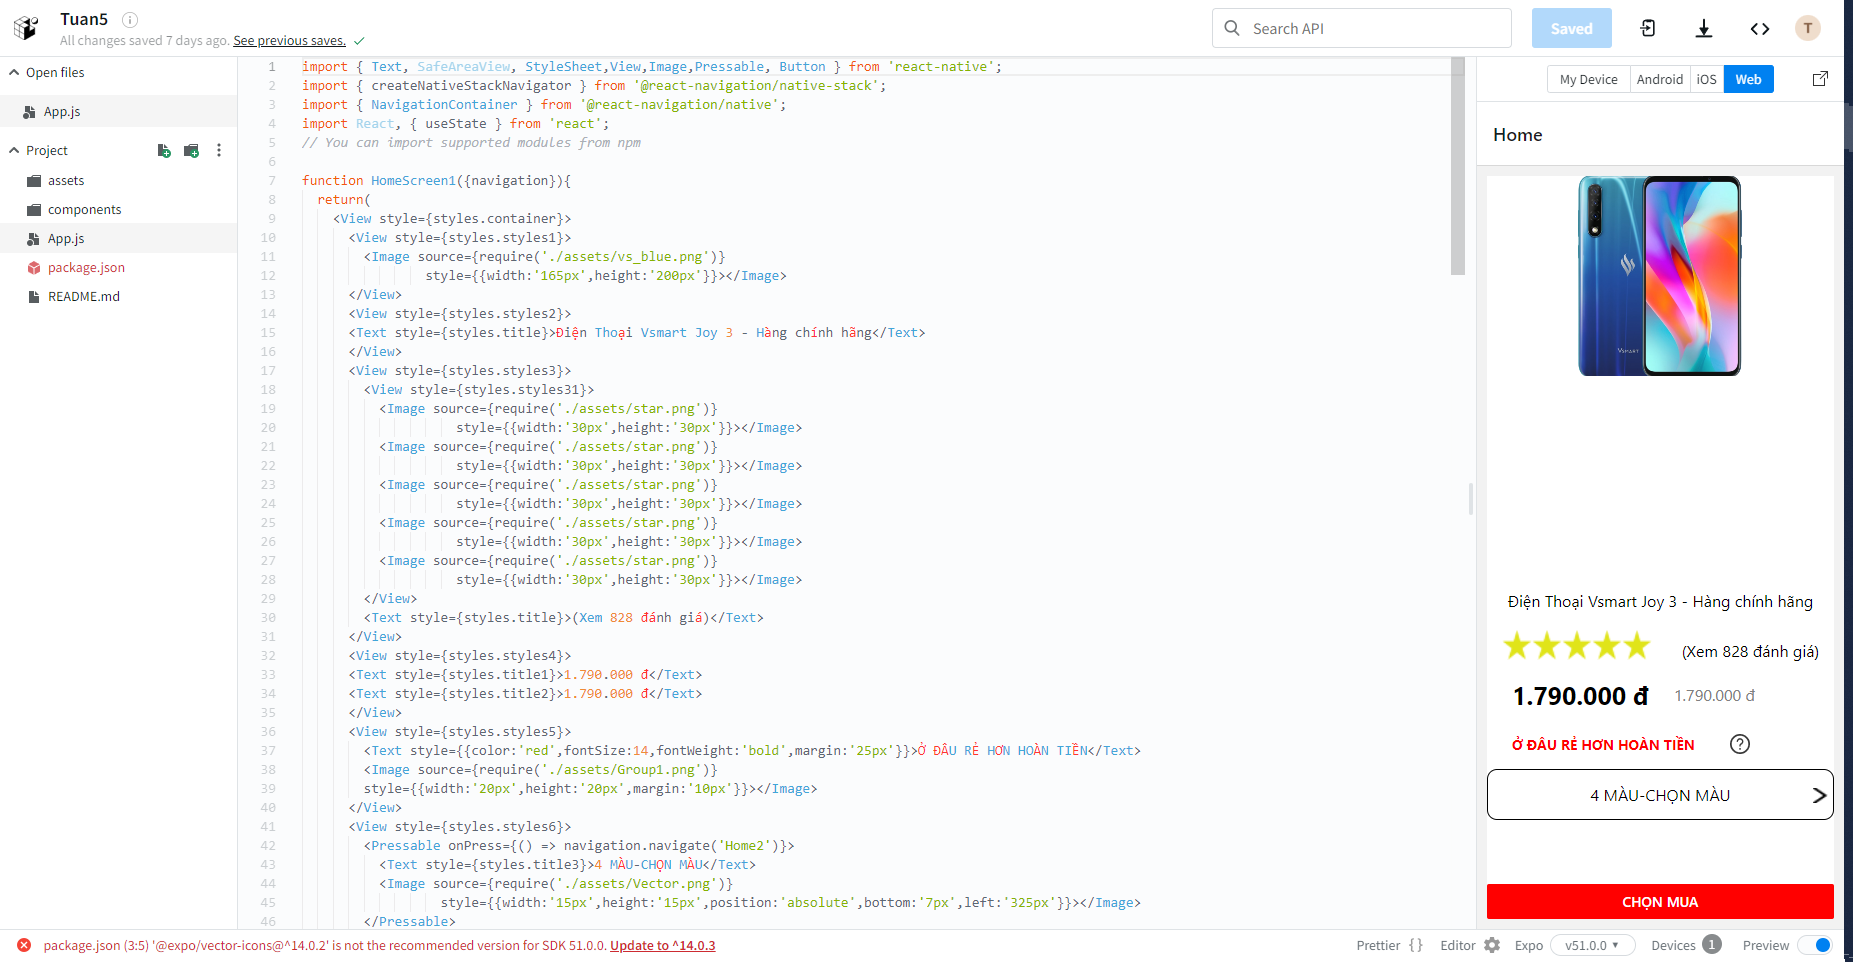 Tuan5
All changes saved 7 days ago. See previous saves.
Search API
Saved
T
Open files
App.js
Project
assets
components
App.js
package.json
README.md
1 import { Text, SafeAreaView, StyleSheet,View,Image,Pressable, Button } from 'react-native';
2 import { createNativeStackNavigator } from '@react-navigation/native-stack';
3 import { NavigationContainer } from '@react-navigation/native';
4 import React, { useState } from 'react';
5 // You can import supported modules from npm
6
7 function HomeScreen1({navigation}){
8 return(
9 <View style={styles.container}>
10 <View style={styles.styles1}>
11 <Image source={require('./assets/vs_blue.png')}
12 style={{width:'165px',height:'200px'}}></Image>
13 </View>
14 <View style={styles.styles2}>
15 <Text style={styles.title}>Điện Thoại Vsmart Joy 3 - Hàng chính hãng</Text>
16 </View>
17 <View style={styles.styles3}>
18 <View style={styles.styles31}>
19 <Image source={require('./assets/star.png')}
20 style={{width:'30px',height:'30px'}}></Image>
21 <Image source={require('./assets/star.png')}
22 style={{width:'30px',height:'30px'}}></Image>
23 <Image source={require('./assets/star.png')}
24 style={{width:'30px',height:'30px'}}></Image>
25 <Image source={require('./assets/star.png')}
26 style={{width:'30px',height:'30px'}}></Image>
27 <Image source={require('./assets/star.png')}
28 style={{width:'30px',height:'30px'}}></Image>
29 </View>
30 <Text style={styles.title}>(Xem 828 đánh giá)</Text>
31 </View>
32 <View style={styles.styles4}>
33 <Text style={styles.title1}>1.790.000 đ</Text>
34 <Text style={styles.title2}>1.790.000 đ</Text>
35 </View>
36 <View style={styles.styles5}>
37 <Text style={{color:'red',fontSize:14,fontWeight:'bold',margin:'25px'}}>Ở ĐÂU RẺ HƠN HOÀN TIỀN</Text>
38 <Image source={require('./assets/Group1.png')}
39 style={{width:'20px',height:'20px',margin:'10px'}}></Image>
40 </View>
41 <View style={styles.styles6}>
42 <Pressable onPress={() => navigation.navigate('Home2')}>
43 <Text style={styles.title3}>4 MÀU-CHỌN MÀU</Text>
44 <Image source={require('./assets/Vector.png')}
45 style={{width:'15px',height:'15px',position:'absolute',bottom:'7px',left:'325px'}}></Image>
46 </Pressable>
My Device Android iOS Web
Home
Vsmart
Điện Thoại Vsmart Joy 3 - Hàng chính hãng
(Xem 828 đánh giá)
1.790.000 đ 1.790.000 đ
Ở ĐÂU RẺ HƠN HOÀN TIỀN ?
4 MÀU-CHỌN MÀU
CHỌN MUA
package.json (3:5) '@expo/vector-icons@^14.0.2' is not the recommended version for SDK 51.0.0. Update to ^14.0.3
Prettier {} Editor Expo v51.0.0 Devices 1 Preview